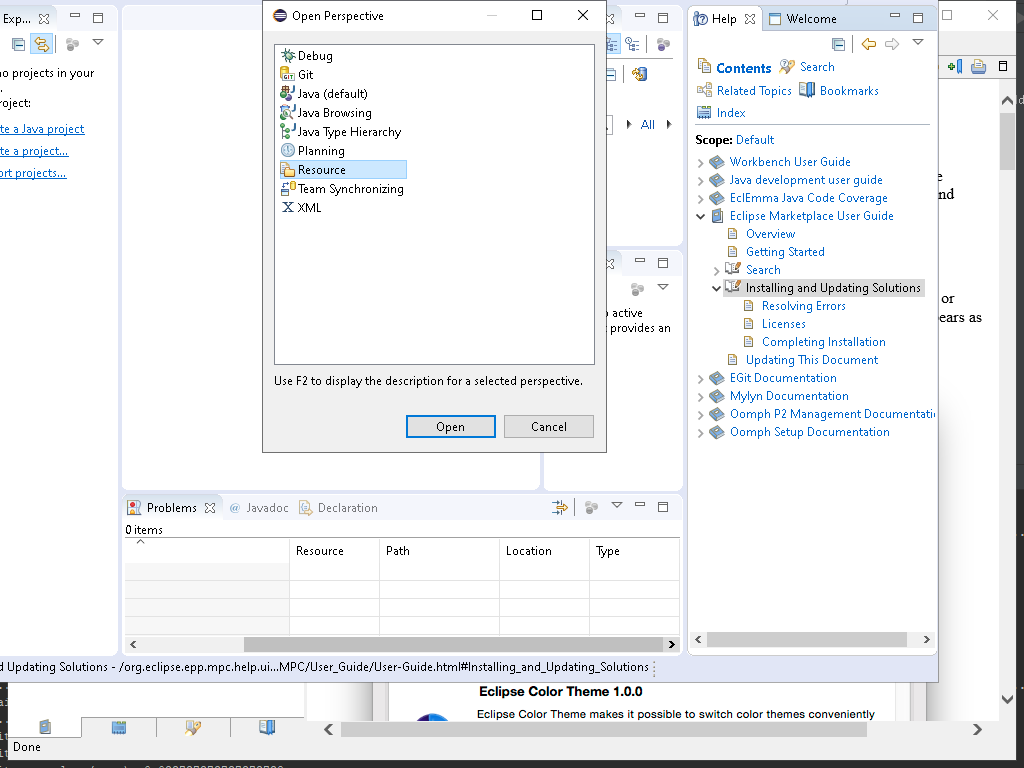 Exp...
no projects in your
roject:
te a Java project
te a project...
ort projects...
Open Perspective
Debug
GIT
Git
Java (default)
Java Browsing
Java Type Hierarchy
Planning
Resource
Team Synchronizing
XML
Use F2 to display the description for a selected perspective.
Open
Cancel
All
active
provides an
Help
Welcome
Contents
Search
Related Topics
Bookmarks
Index
Scope: Default
Workbench User Guide
Java development user guide
EclEmma Java Code Coverage
Eclipse Marketplace User Guide
Overview
Getting Started
Search
Installing and Updating Solutions
Resolving Errors
Licenses
Completing Installation
Updating This Document
EGit Documentation
Mylyn Documentation
Oomph P2 Management Documentati
Oomph Setup Documentation
e
nd
or
ears as
Problems
@ Javadoc
Declaration
0 items
Resource
Path
Location
Type
d Updating Solutions - /org.eclipse.epp.mpc.help.ui...MPC/User_Guide/User-Guide.html#Installing_and_Updating_Solutions
Eclipse Color Theme 1.0.0
Eclipse Color Theme makes it possible to switch color themes conveniently
Done